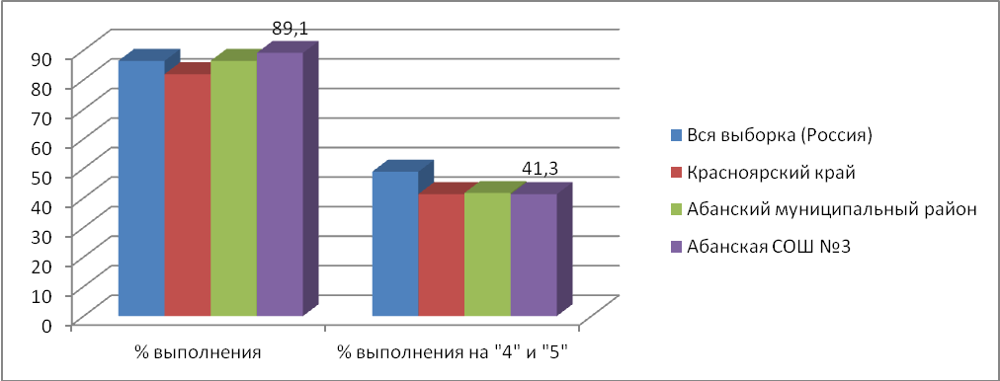 89,1
90
80
70
60
50
40
30
20
10
0
41,3
% выполнения
% выполнения на "4" и "5"
Вся выборка (Россия)
Красноярский край
Абанский муниципальный район
Абанская СОШ №3